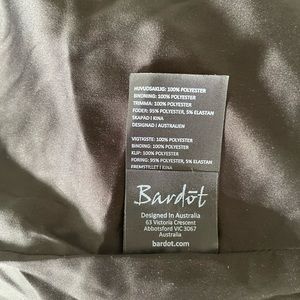 HUVUDSAKLIG: 100% POLYESTER
BINDNING: 100% POLYESTER
TRIMMA: 100% POLYESTER
FODER: 95% POLYESTER, 5% ELASTAN
SKAPAD I KINA
DESIGNAD I AUSTRALIEN
VIGTIGSTE: 100% POLYESTER
BINDING: 100% POLYESTER
KLIP: 100% POLYESTER
FORING: 95% POLYESTER, 5% ELASTAN
FREMSTILLET I KINA
Bardot
Designed In Australia
63 Victoria Crescent
Abbotsford VIC 3067
Australia
bardot.com